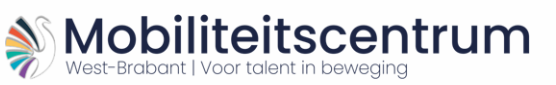 Mobiliteitscentrum
West-Brabant | Voor talent in beweging